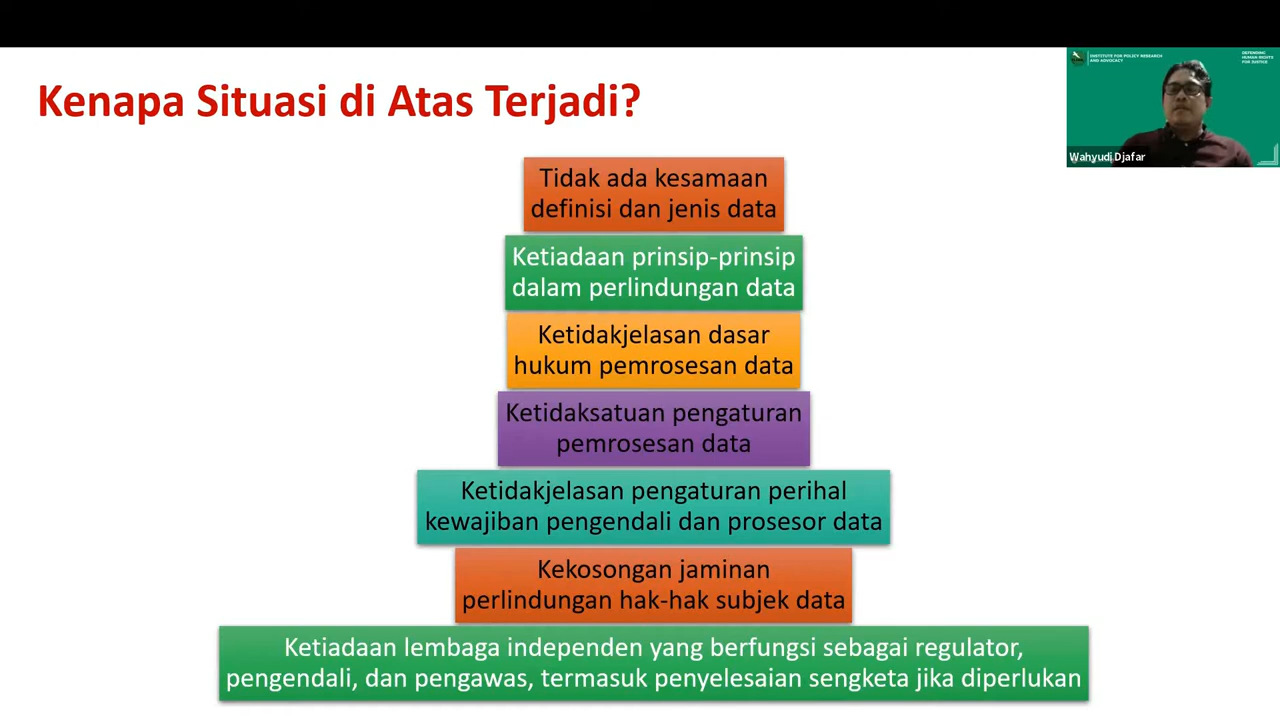 Kenapa Situasi di Atas Terjadi?
INSTITUTE FOR POLICY RESEARCH
AND ADVOCACY
DEFENDING
HUMAN RIGHTS
FOR JUSTICE
Wahyudi Djafar
Tidak ada kesamaan
definisi dan jenis data
Ketiadaan prinsip-prinsip
dalam perlindungan data
Ketidakjelasan dasar
hukum pemrosesan data
Ketidaksatuan pengaturan
pemrosesan data
Ketidakjelasan pengaturan perihal
kewajiban pengendali dan prosesor data
Kekosongan jaminan
perlindungan hak-hak subjek data
Ketiadaan lembaga independen yang berfungsi sebagai regulator,
pengendali, dan pengawas, termasuk penyelesaian sengketa jika diperlukan